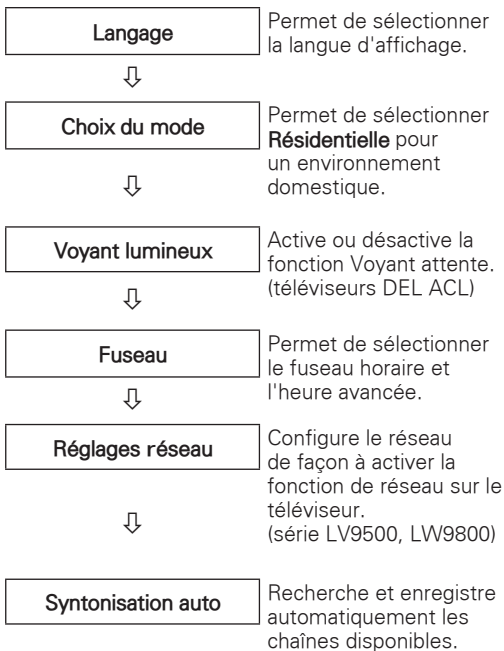 Langage
Permet de sélectionner
la langue d'affichage.
⇩
Choix du mode
Permet de sélectionner
Résidentielle pour
un environnement
domestique.
⇩
Voyant lumineux
Active ou désactive la
fonction Voyant attente.
(téléviseurs DEL ACL)
⇩
Fuseau
Permet de sélectionner
le fuseau horaire et
l'heure avancée.
⇩
Réglages réseau
Configure le réseau
de façon à activer la
fonction de réseau sur le
téléviseur.
(série LV9500, LW9800)
⇩
Syntonisation auto
Recherche et enregistre
automatiquement les
chaînes disponibles.